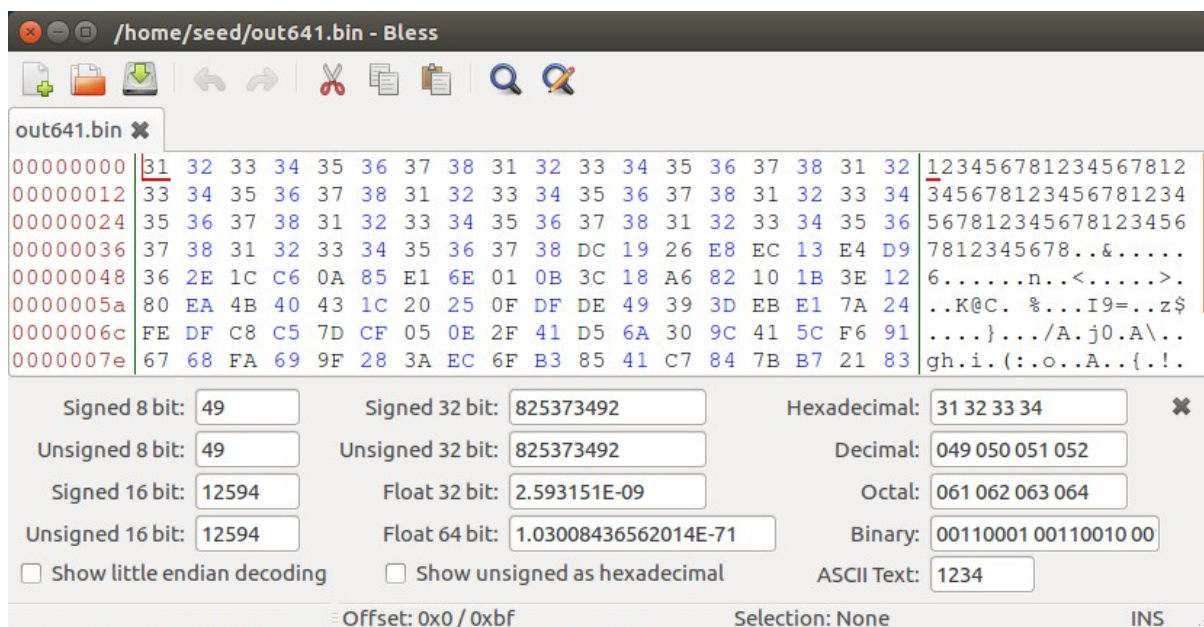 /home/seed/out641.bin - Bless
out641.bin
00000000 31 32 33 34 35 36 37 38 31 32 33 34 35 36 37 38 31 32 123456781234567812
00000012 33 34 35 36 37 38 31 32 33 34 35 36 37 38 31 32 33 34 345678123456781234
00000024 35 36 37 38 31 32 33 34 35 36 37 38 31 32 33 34 35 36 567812345678123456
00000036 37 38 31 32 33 34 35 36 37 38 DC 19 26 E8 EC 13 E4 D9 7812345678..&.....
00000048 36 2E 1C C6 0A 85 E1 6E 01 0B 3C 18 A6 82 10 1B 3E 12 6......n..<.....>.
0000005a 80 EA 4B 40 43 1C 20 25 0F DF DE 49 39 3D EB E1 7A 24 ..K@C. %...I9=..z$
0000006c FE DF C8 C5 7D CF 05 0E 2F 41 D5 6A 30 9C 41 5C F6 91 ....}.../A.j0.A\..
0000007e 67 68 FA 69 9F 28 3A EC 6F B3 85 41 C7 84 7B B7 21 83 gh.i.(:.o..A..{.!.
Signed 8 bit: 49 Signed 32 bit: 825373492 Hexadecimal: 31 32 33 34
Unsigned 8 bit: 49 Unsigned 32 bit: 825373492 Decimal: 049 050 051 052
Signed 16 bit: 12594 Float 32 bit: 2.593151E-09 Octal: 061 062 063 064
Unsigned 16 bit: 12594 Float 64 bit: 1.03008436562014E-71 Binary: 00110001 00110010 00
Show little endian decoding Show unsigned as hexadecimal ASCII Text: 1234
Offset: 0x0 / 0xbf Selection: None INS